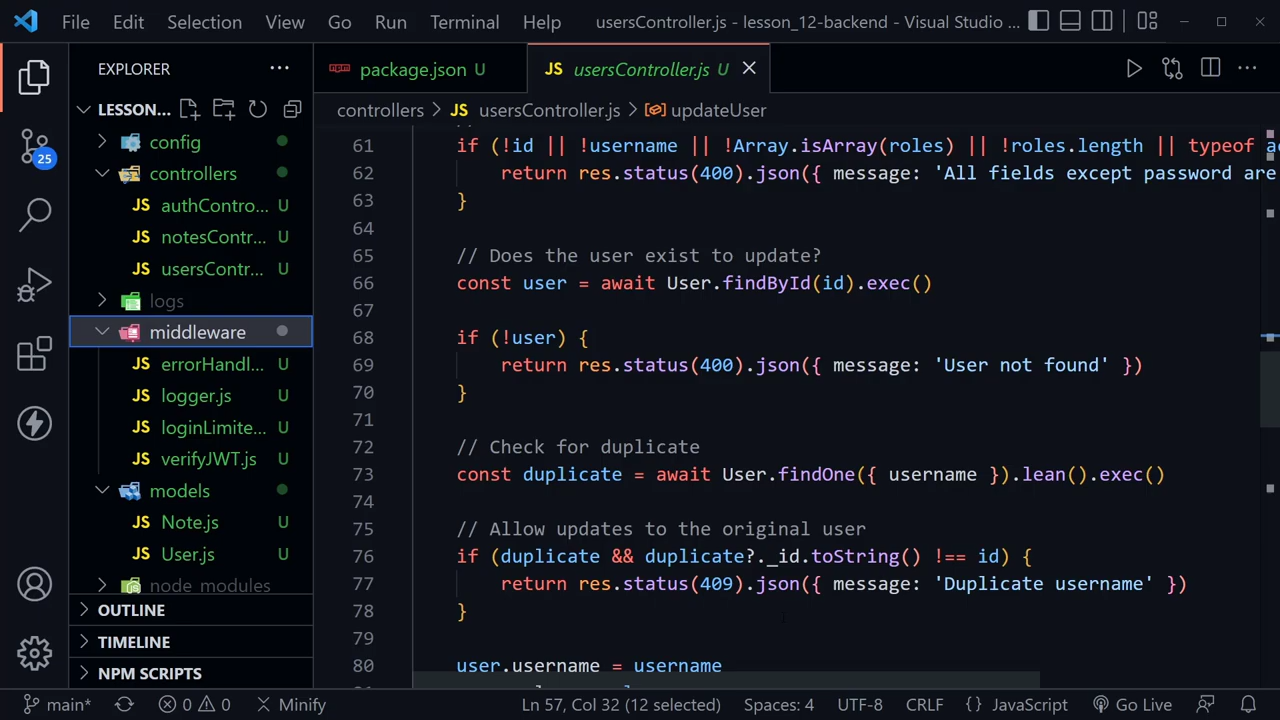 File Edit Selection View Go Run Terminal Help usersController.js - lesson_12-backend - Visual Studio ...
EXPLORER
LESSON...
config
controllers
authContro...
notesContr...
usersContr...
logs
middleware
errorHandl...
logger.js
loginLimite...
verifyJWT.js
models
Note.js
User.js
node_modules
OUTLINE
TIMELINE
NPM SCRIPTS
25
U
U
U
U
U
U
U
U
U
package.json U
JS usersController.js U
controllers > JS usersController.js > updateUser
61 if (!id || !username || !Array.isArray(roles) || !roles.length || typeof
62 return res.status(400).json({ message: 'All fields except password are
63 }
64
65 // Does the user exist to update?
66 const user = await User.findById(id).exec()
67
68 if (!user) {
69 return res.status(400).json({ message: 'User not found' })
70 }
71
72 // Check for duplicate
73 const duplicate = await User.findOne({ username }).lean().exec()
74
75 // Allow updates to the original user
76 if (duplicate && duplicate?._id.toString() !== id) {
77 return res.status(409).json({ message: 'Duplicate username' })
78 }
79
80 user.username = username
main* 0 0 Minify Ln 57, Col 32 (12 selected) Spaces: 4 UTF-8 CRLF {} JavaScript Go Live